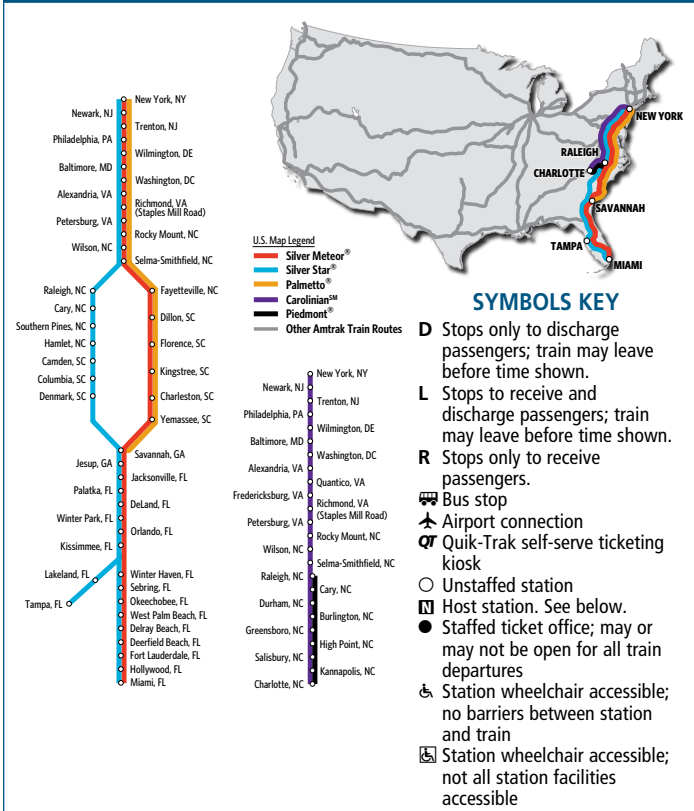 New York, NY
Newark, NJ
Trenton, NJ
Philadelphia, PA
Wilmington, DE
Baltimore, MD
Washington, DC
Alexandria, VA
Richmond, VA
(Staples Mill Road)
Petersburg, VA
Rocky Mount, NC
Wilson, NC
Selma-Smithfield, NC
Raleigh, NC
Cary, NC
Southern Pines, NC
Hamlet, NC
Camden, SC
Columbia, SC
Denmark, SC
Fayetteville, NC
Dillon, SC
Florence, SC
Kingstree, SC
Charleston, SC
Yemassee, SC
Savannah, GA
Jesup, GA
Jacksonville, FL
Palatka, FL
DeLand, FL
Winter Park, FL
Orlando, FL
Kissimmee, FL
Lakeland, FL
Tampa, FL
Winter Haven, FL
Sebring, FL
Okeechobee, FL
West Palm Beach, FL
Delray Beach, FL
Deerfield Beach, FL
Fort Lauderdale, FL
Hollywood, FL
Miami, FL
NEW YORK
RALEIGH
CHARLOTTE
SAVANNAH
TAMPA
MIAMI
U.S. Map Legend
Silver Meteor®
Silver Star®
Palmetto®
Carolinian℠
Piedmont®
Other Amtrak Train Routes
New York, NY
Newark, NJ
Trenton, NJ
Philadelphia, PA
Wilmington, DE
Baltimore, MD
Washington, DC
Alexandria, VA
Quantico, VA
Fredericksburg, VA
Richmond, VA
(Staples Mill Road)
Petersburg, VA
Rocky Mount, NC
Wilson, NC
Selma-Smithfield, NC
Raleigh, NC
Cary, NC
Durham, NC
Burlington, NC
Greensboro, NC
High Point, NC
Salisbury, NC
Kannapolis, NC
Charlotte, NC
SYMBOLS KEY
D Stops only to discharge
passengers; train may leave
before time shown.
L Stops to receive and
discharge passengers; train
may leave before time shown.
R Stops only to receive
passengers.
Bus stop
Airport connection
QT Quik-Trak self-serve ticketing
kiosk
Unstaffed station
N Host station. See below.
Staffed ticket office; may or
may not be open for all train
departures
Station wheelchair accessible;
no barriers between station
and train
Station wheelchair accessible;
not all station facilities
accessible